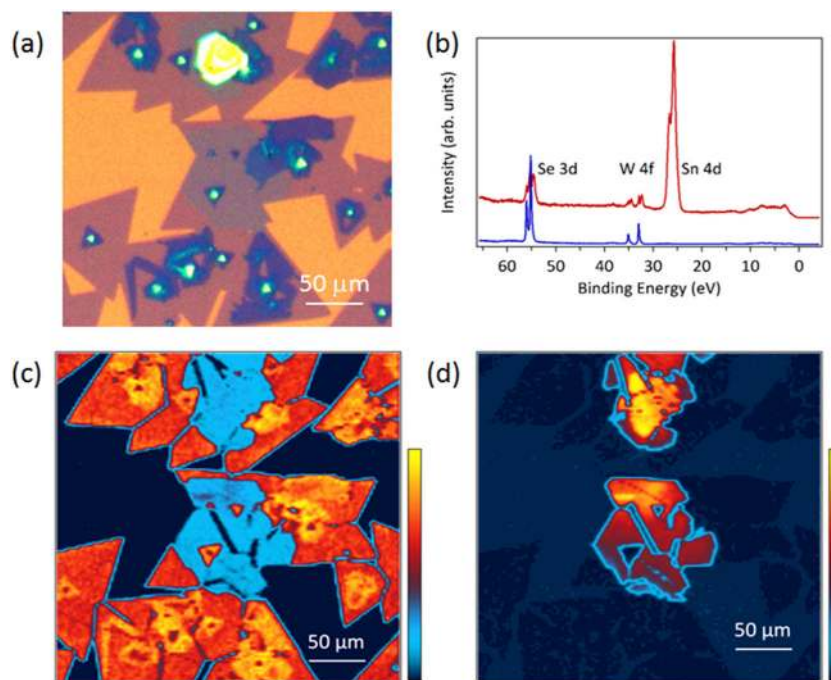 (a)
50 μm
(b)
Intensity (arb. units)
Se 3d
W 4f
Sn 4d
60 50 40 30 20 10 0
Binding Energy (eV)
(c)
50 μm
(d)
50 μm